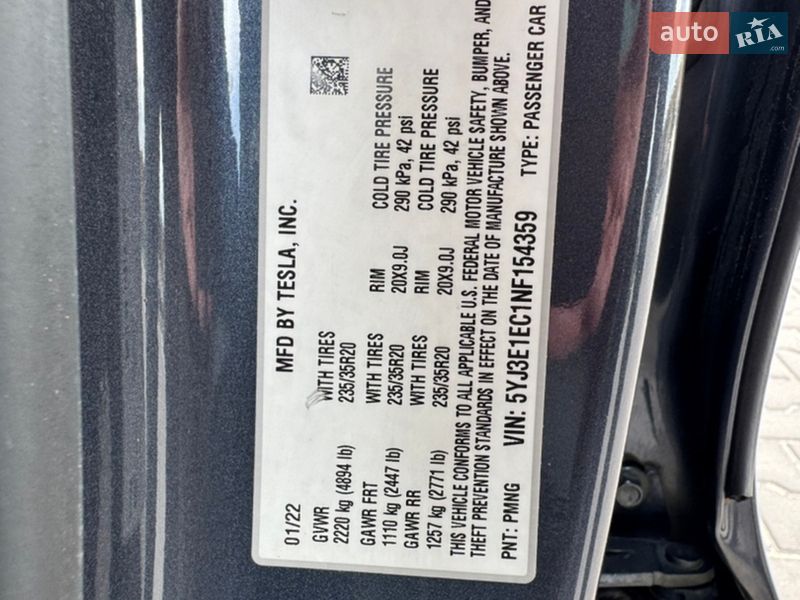 auto RIA .com
MFD BY TESLA, INC.
01/22
GVWR WITH TIRES
2220 kg (4894 lb) 235/35R20
GAWR FRT WITH TIRES RIM COLD TIRE PRESSURE
1110 kg (2447 lb) 235/35R20 20X9.0J 290 kPa, 42 psi
GAWR RR WITH TIRES RIM COLD TIRE PRESSURE
1257 kg (2771 lb) 235/35R20 20X9.0J 290 kPa, 42 psi
THIS VEHICLE CONFORMS TO ALL APPLICABLE U.S. FEDERAL MOTOR VEHICLE SAFETY, BUMPER, AND
THEFT PREVENTION STANDARDS IN EFFECT ON THE DATE OF MANUFACTURE SHOWN ABOVE.
PNT: PMNG VIN: 5YJ3E1EC1NF154359 TYPE: PASSENGER CAR